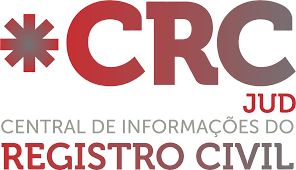 *CRC
JUD
CENTRAL DE INFORMAÇÕES DO
REGISTRO CIVIL